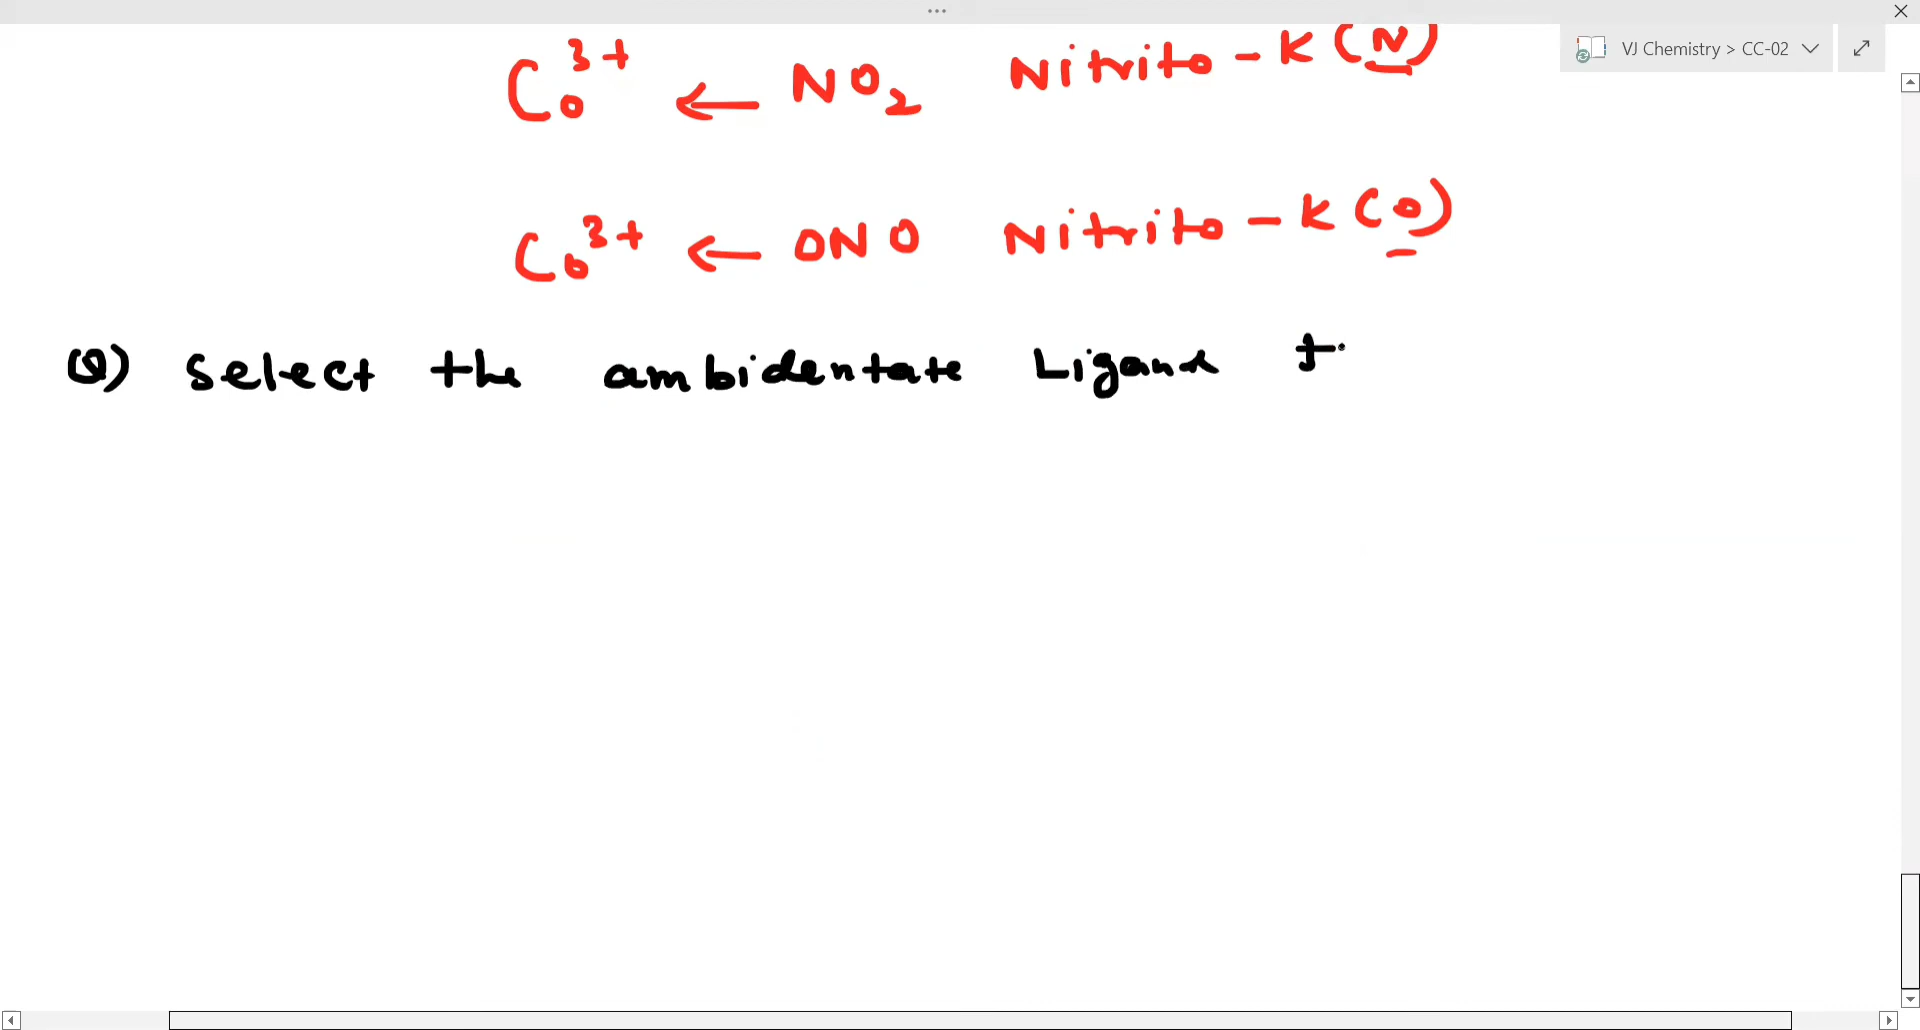 VJ Chemistry > CC-02
Co³⁺ ← NO₂ Nitrito - K (N)
Co³⁺ ← ONO Nitrito - K (O)
Q) Select the ambidentate Ligand